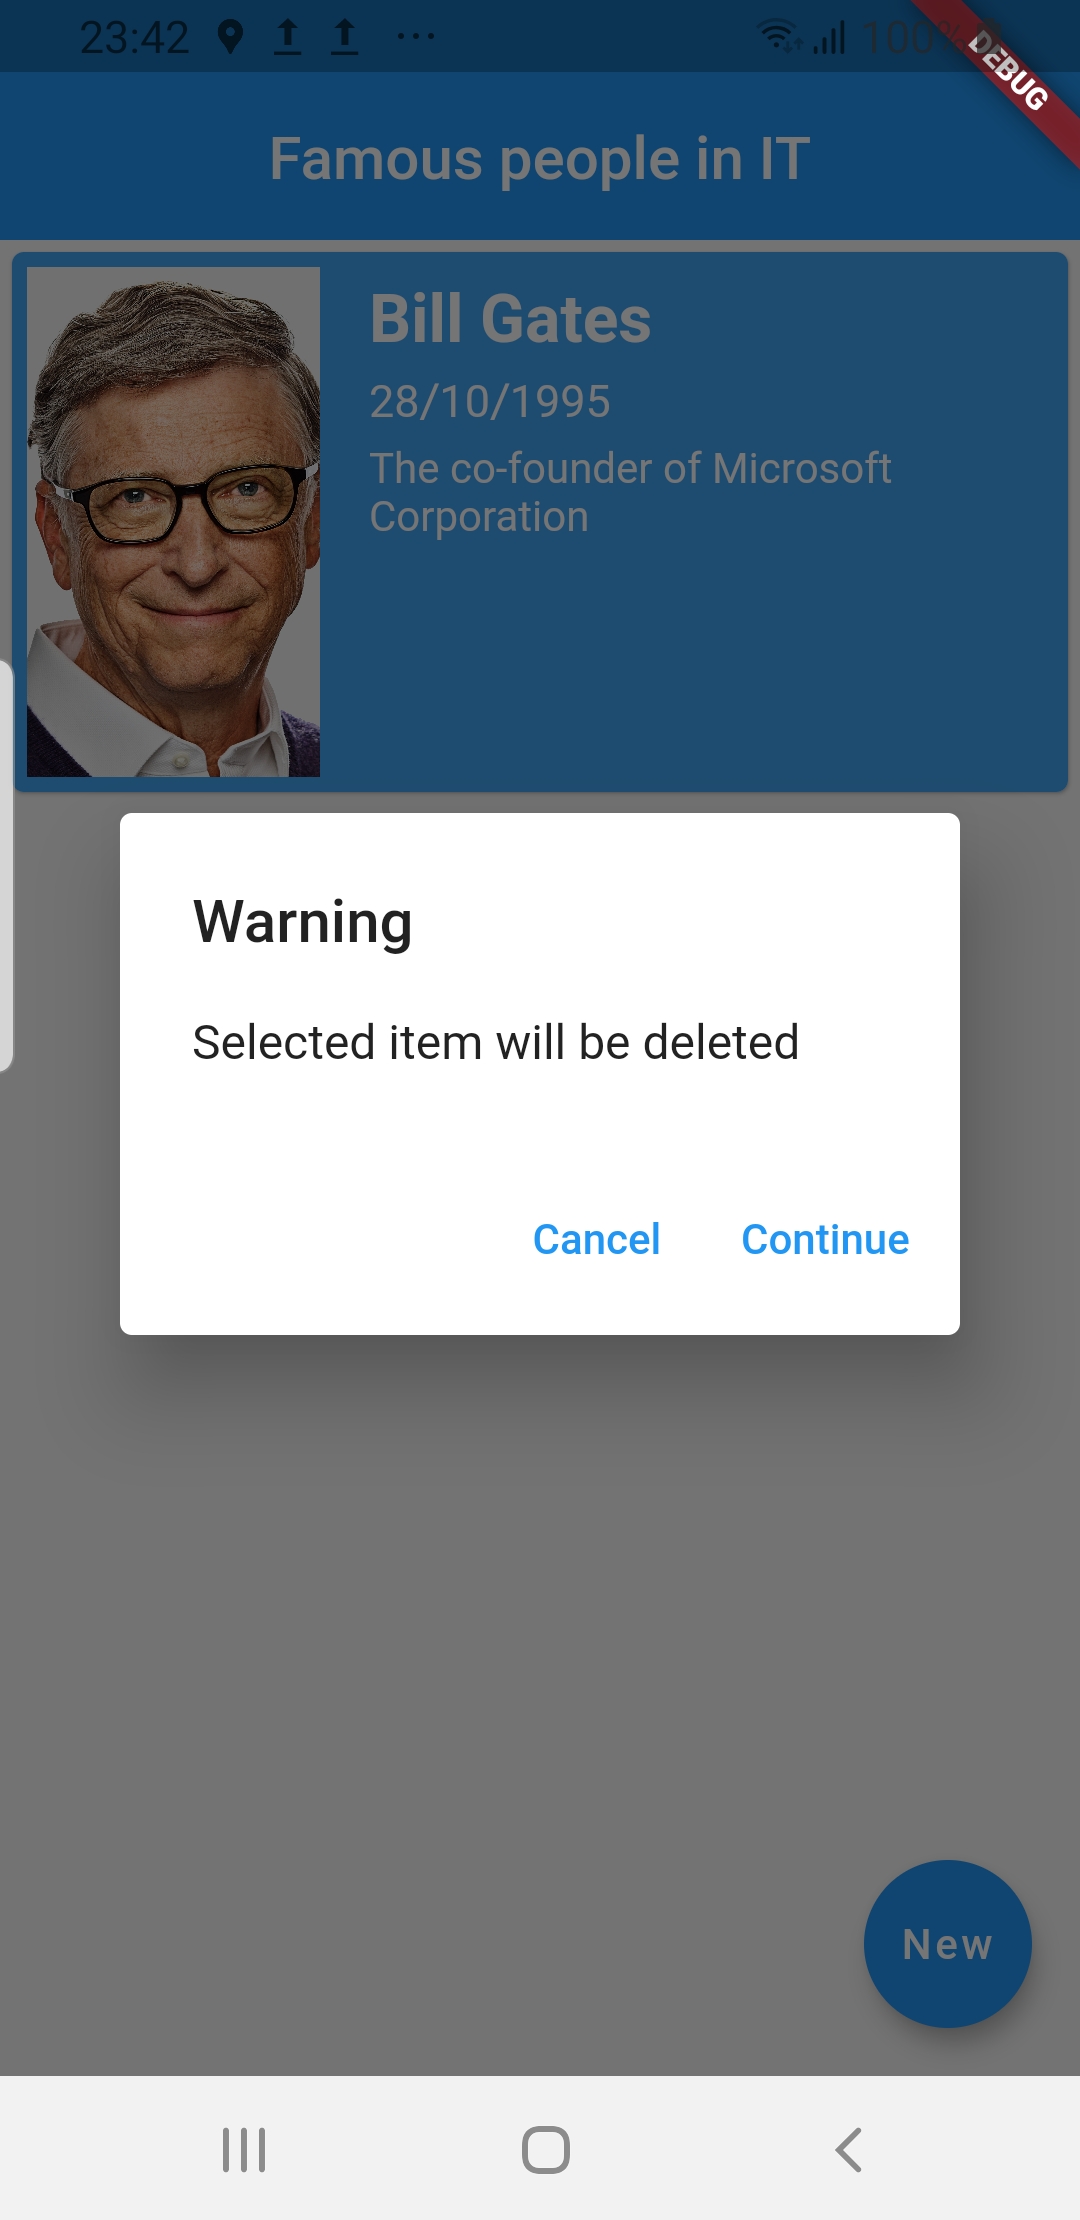 23:42
100%
DEBUG
Famous people in IT
Bill Gates
28/10/1995
The co-founder of Microsoft
Corporation
Warning
Selected item will be deleted
Cancel Continue
New